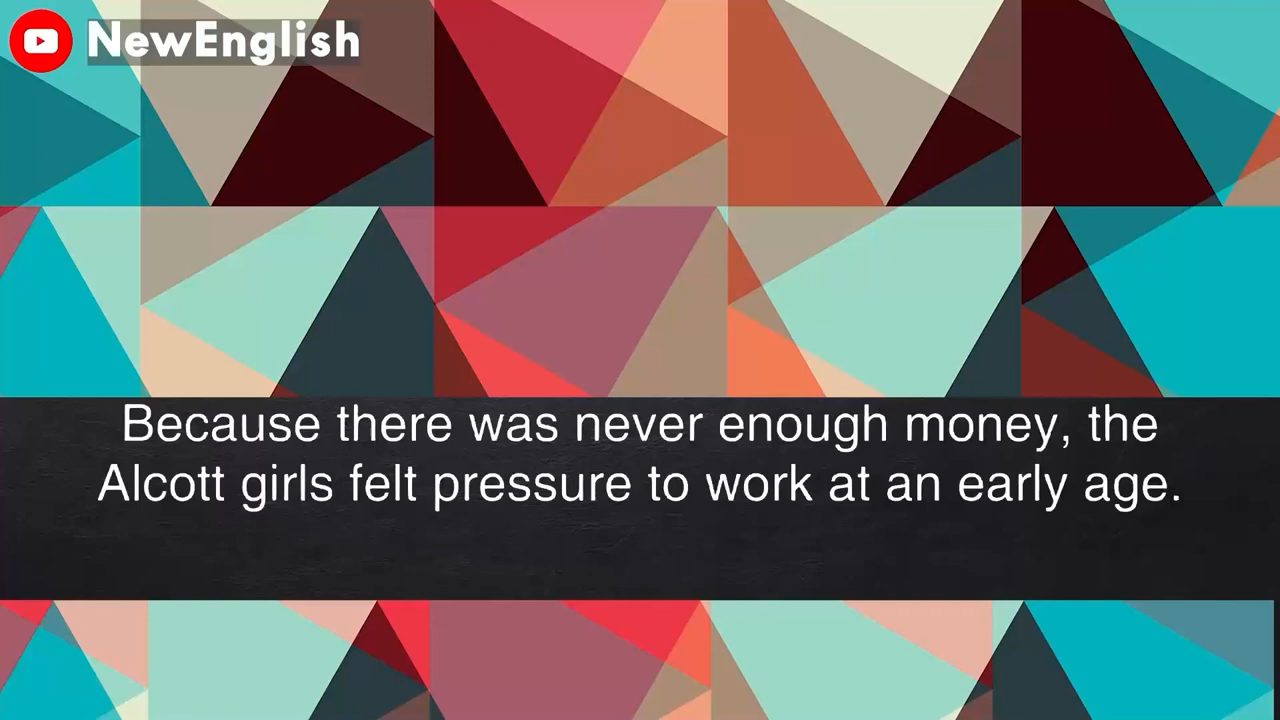 NewEnglish
Because there was never enough money, the
Alcott girls felt pressure to work at an early age.